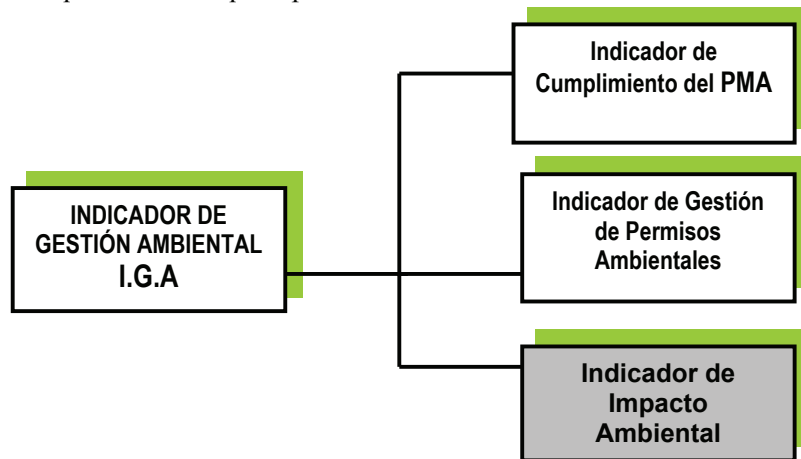 Indicador de
Cumplimiento del PMA
INDICADOR DE
GESTIÓN AMBIENTAL
I.G.A
Indicador de Gestión
de Permisos
Ambientales
Indicador de
Impacto
Ambiental